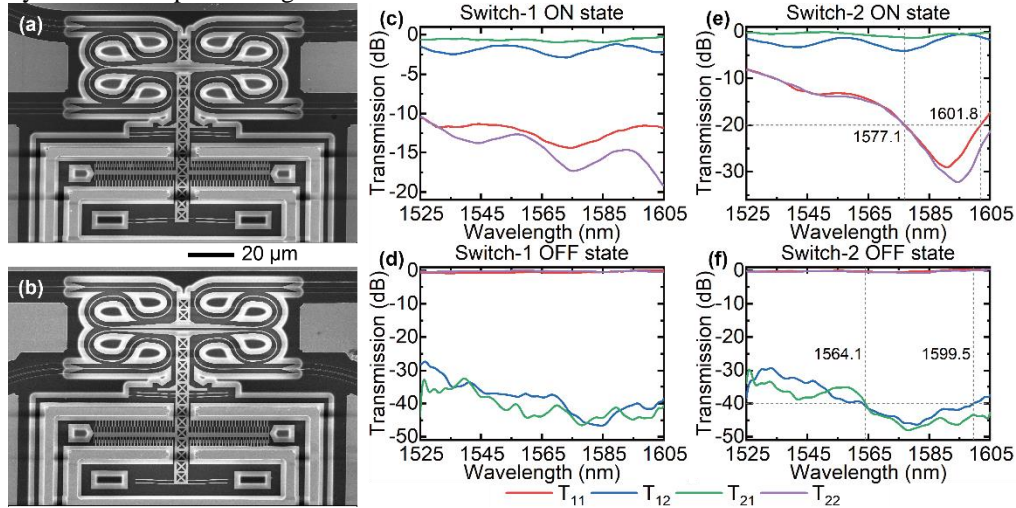 (a)
20 μm
(b)
(c)
Switch-1 ON state
Transmission (dB)
0
-5
-10
-15
-20
1525 1545 1565 1585 1605
Wavelength (nm)
(e)
Switch-2 ON state
Transmission (dB)
0
-10
-20
-30
1601.8
1577.1
1525 1545 1565 1585 1605
Wavelength (nm)
(d)
Switch-1 OFF state
Transmission (dB)
0
-10
-20
-30
-40
-50
1525 1545 1565 1585 1605
Wavelength (nm)
(f)
Switch-2 OFF state
Transmission (dB)
0
-10
-20
-30
-40
-50
1564.1
1599.5
1525 1545 1565 1585 1605
Wavelength (nm)
T11 T12 T21 T22